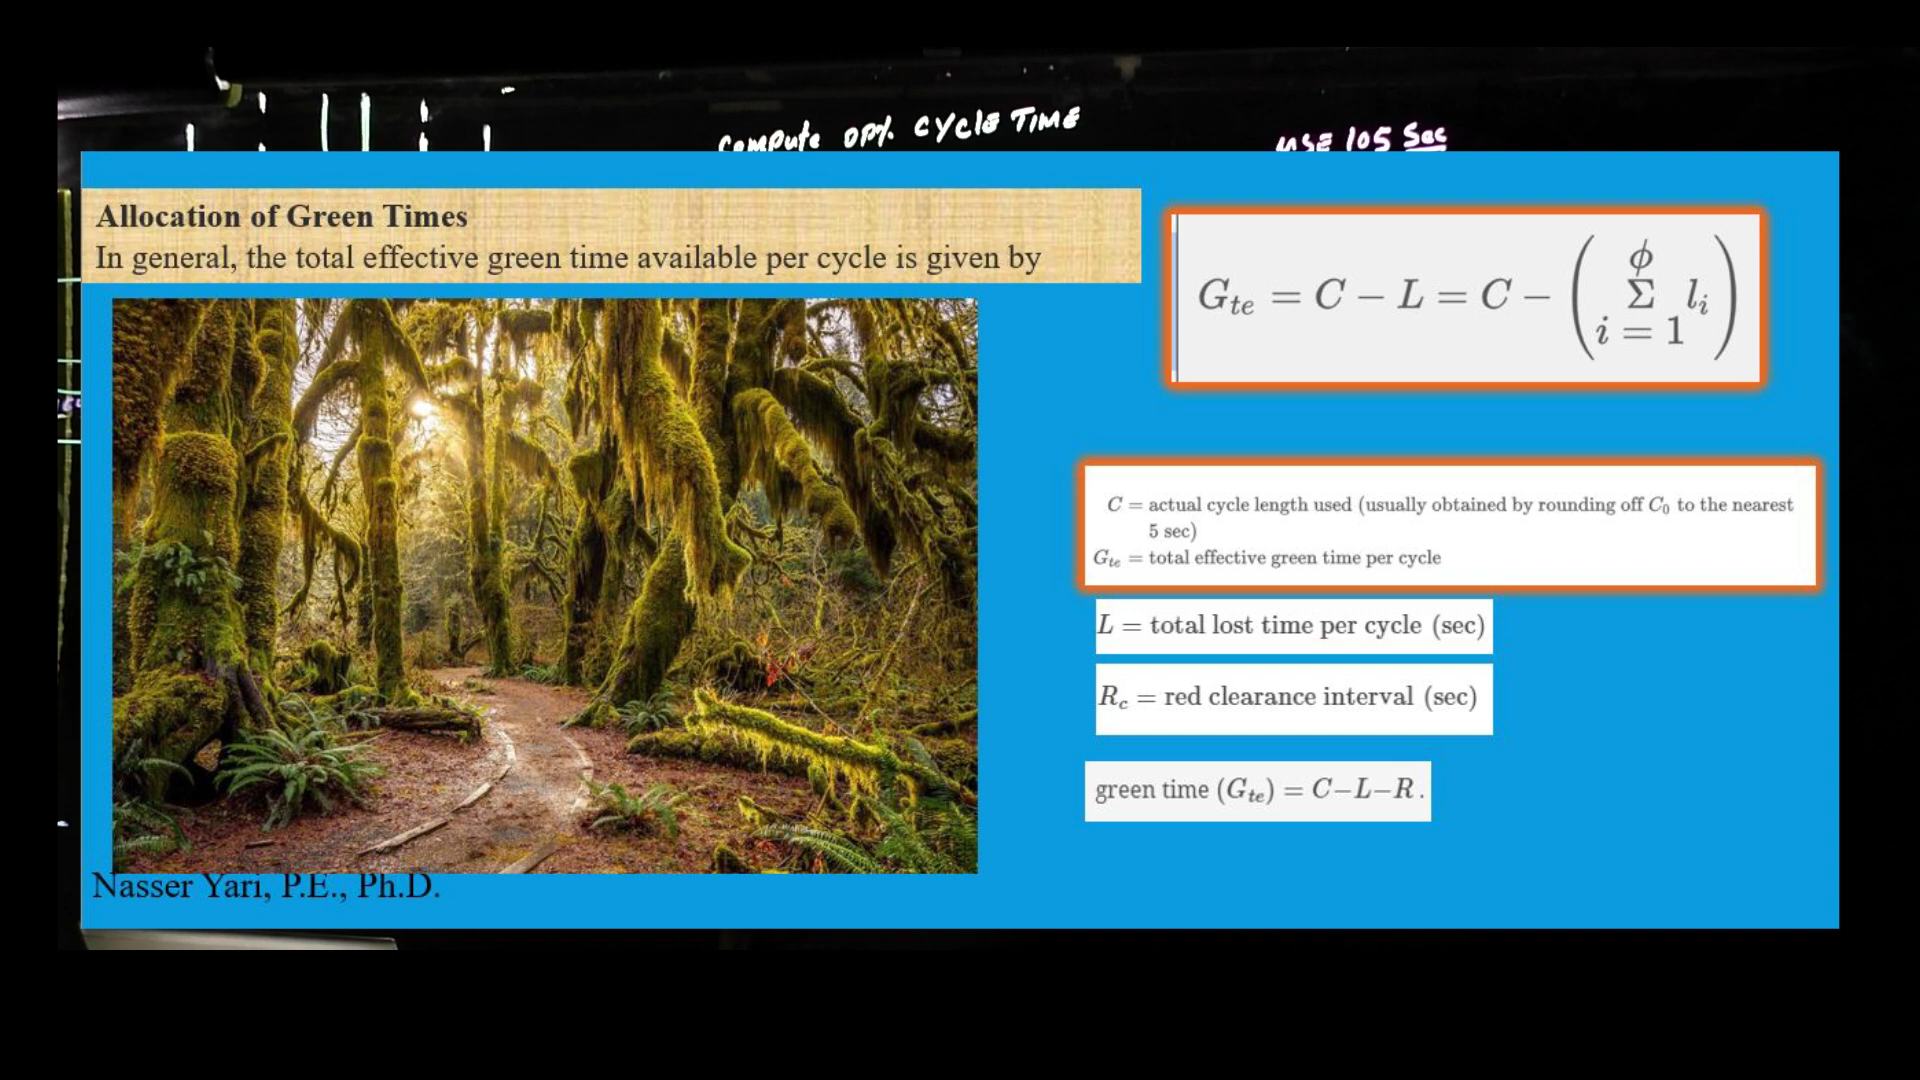 compute opt. cycle TIME
USE 105 Sec
Allocation of Green Times
In general, the total effective green time available per cycle is given by
G_te = C − L = C − ( Σ_{i = 1}^{ϕ} l_i )
C = actual cycle length used (usually obtained by rounding off C_0 to the nearest
5 sec)
G_te = total effective green time per cycle
L = total lost time per cycle (sec)
R_c = red clearance interval (sec)
green time (G_te) = C−L−R .
Nasser Yari, P.E., Ph.D.